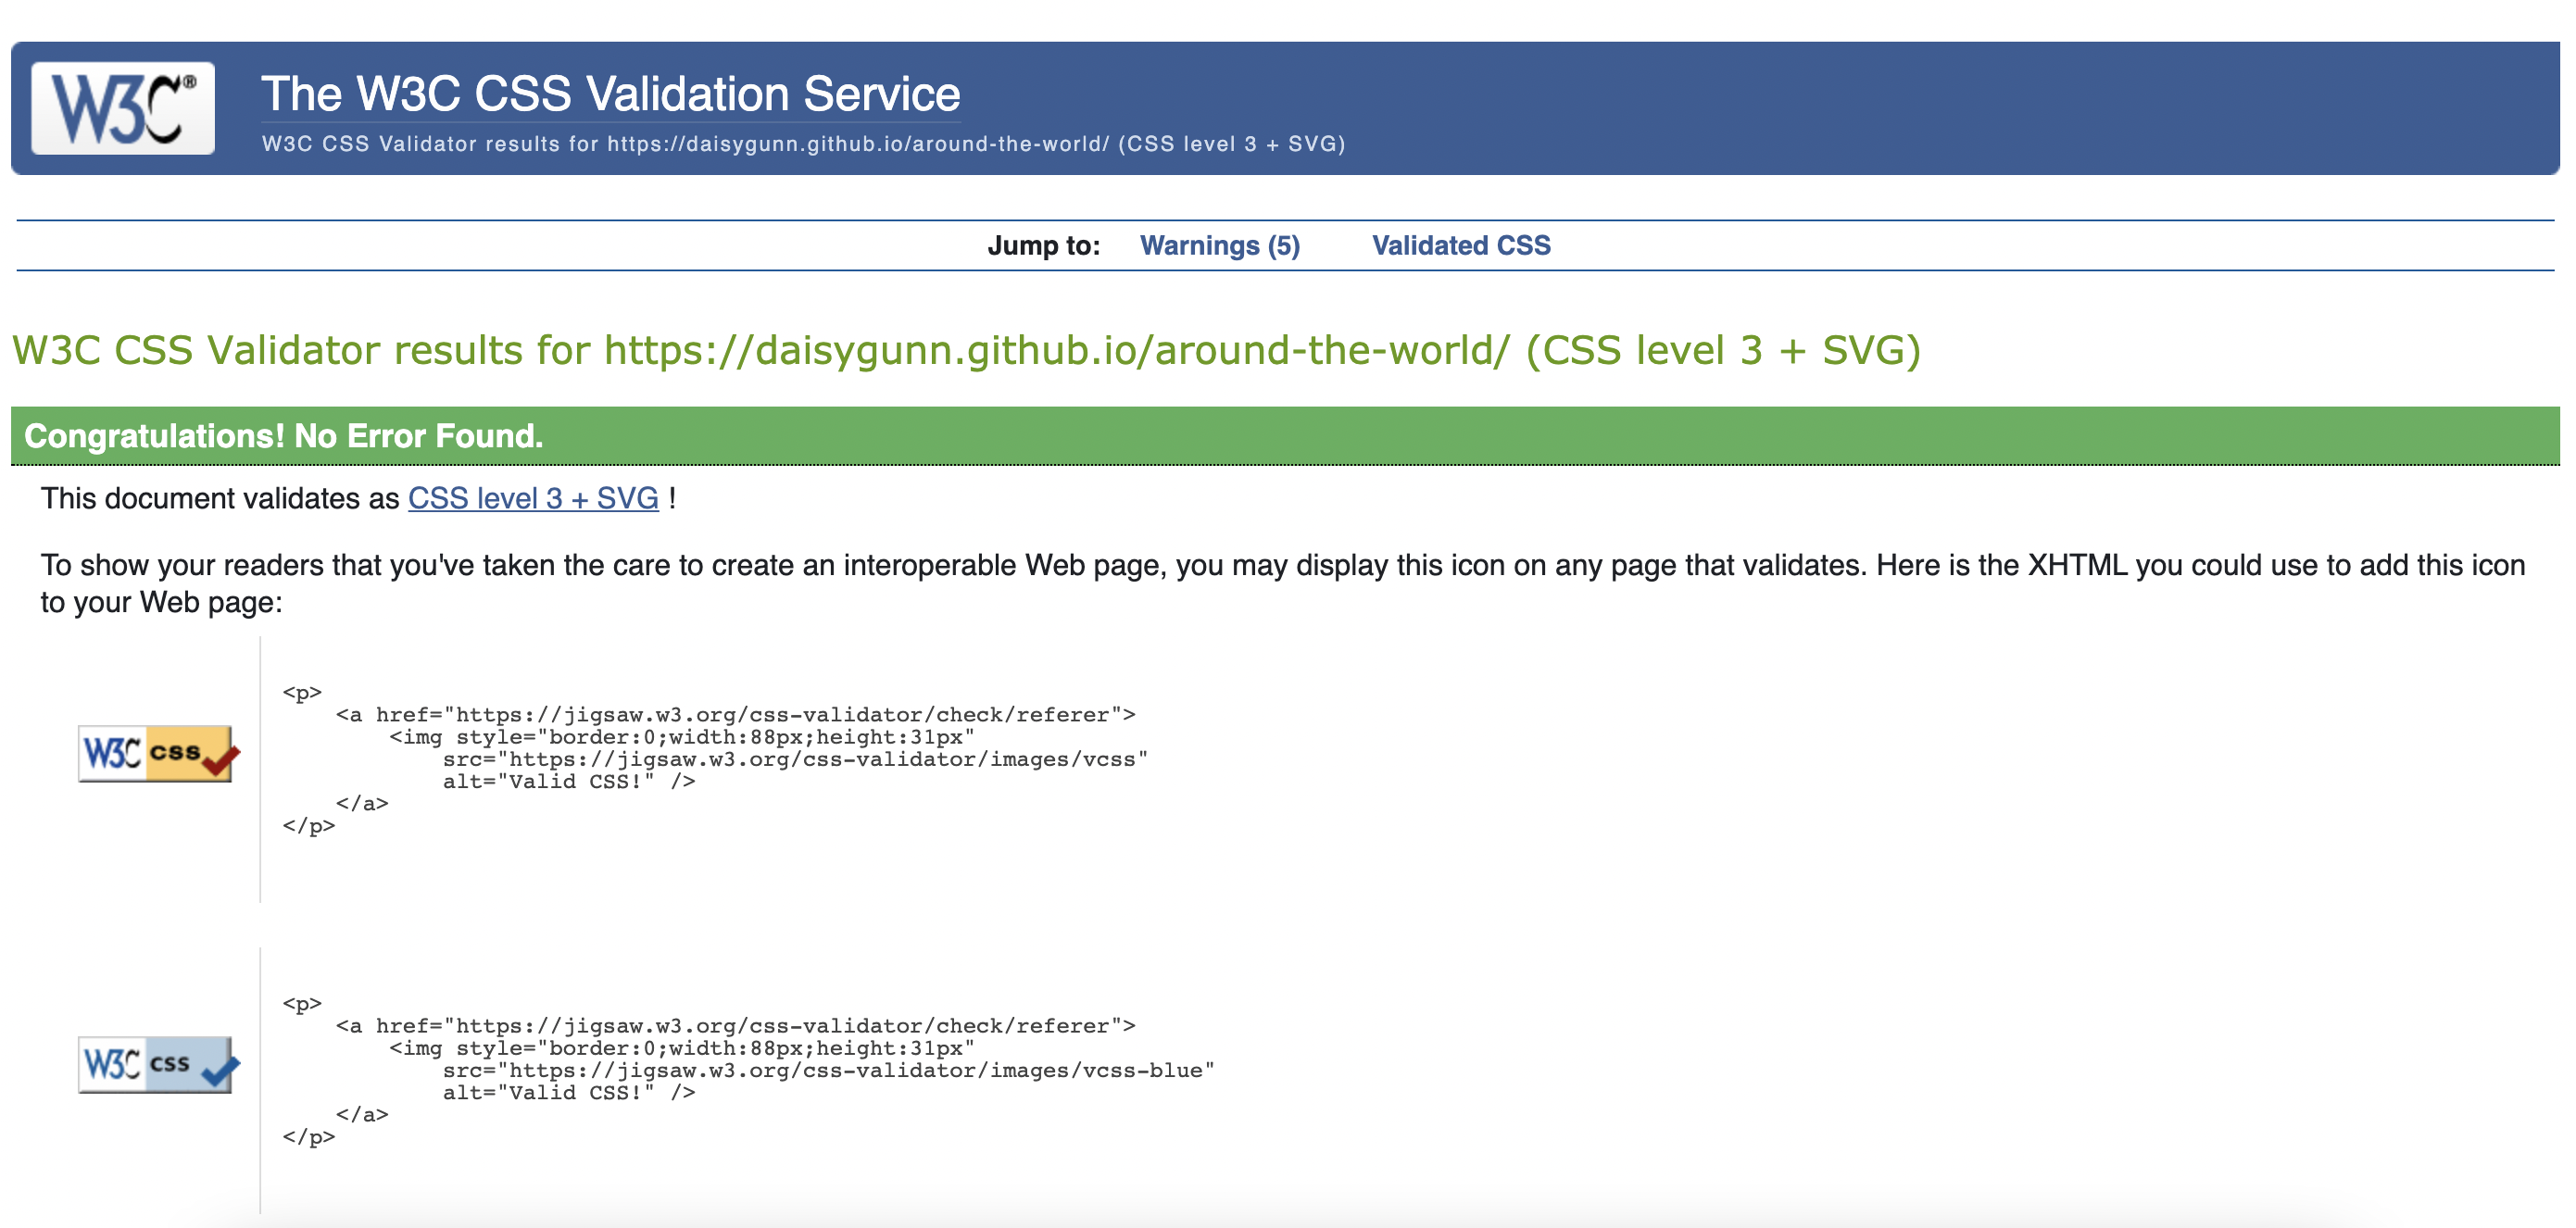 W3C®
The W3C CSS Validation Service
W3C CSS Validator results for https://daisygunn.github.io/around-the-world/ (CSS level 3 + SVG)
Jump to: Warnings (5) Validated CSS
W3C CSS Validator results for https://daisygunn.github.io/around-the-world/ (CSS level 3 + SVG)
Congratulations! No Error Found.
This document validates as CSS level 3 + SVG !
To show your readers that you've taken the care to create an interoperable Web page, you may display this icon on any page that validates. Here is the XHTML you could use to add this icon
to your Web page:
W3C css
<p>
    <a href="https://jigsaw.w3.org/css-validator/check/referer">
        <img style="border:0;width:88px;height:31px"
            src="https://jigsaw.w3.org/css-validator/images/vcss"
            alt="Valid CSS!" />
    </a>
</p>
W3C css
<p>
    <a href="https://jigsaw.w3.org/css-validator/check/referer">
        <img style="border:0;width:88px;height:31px"
            src="https://jigsaw.w3.org/css-validator/images/vcss-blue"
            alt="Valid CSS!" />
    </a>
</p>